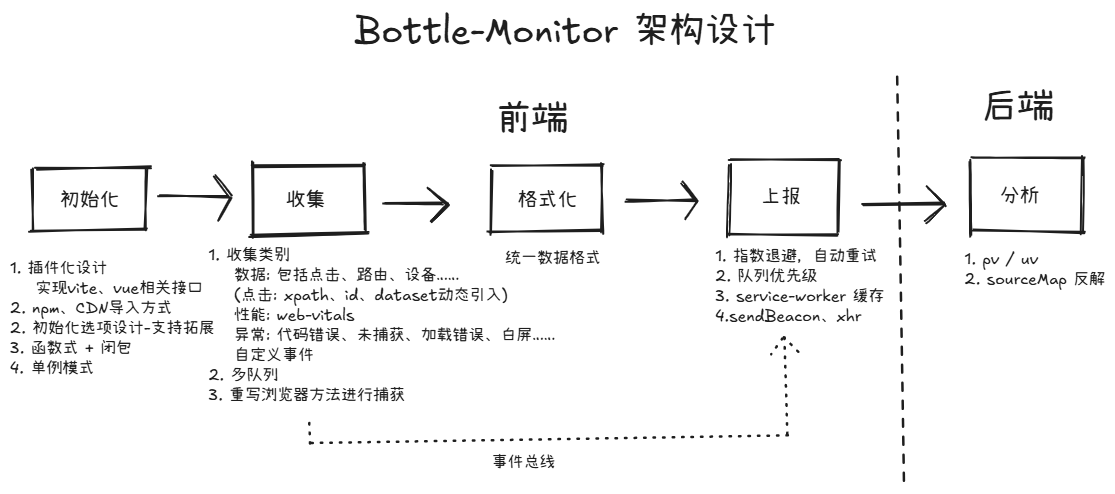 Bottle-Monitor 架构设计
前端
后端
初始化
收集
格式化
上报
分析
1. 插件化设计
实现vite、vue相关接口
2. npm、CDN导入方式
2. 初始化选项设计-支持拓展
3. 函数式 + 闭包
4. 单例模式
1. 收集类别
数据: 包括点击、路由、设备......
(点击: xpath、id、dataset动态引入)
性能: web-vitals
异常: 代码错误、未捕获、加载错误、白屏......
自定义事件
2. 多队列
3. 重写浏览器方法进行捕获
统一数据格式
1. 指数退避，自动重试
2. 队列优先级
3. service-worker 缓存
4.sendBeacon、xhr
1. pv / uv
2. sourceMap 反解
事件总线